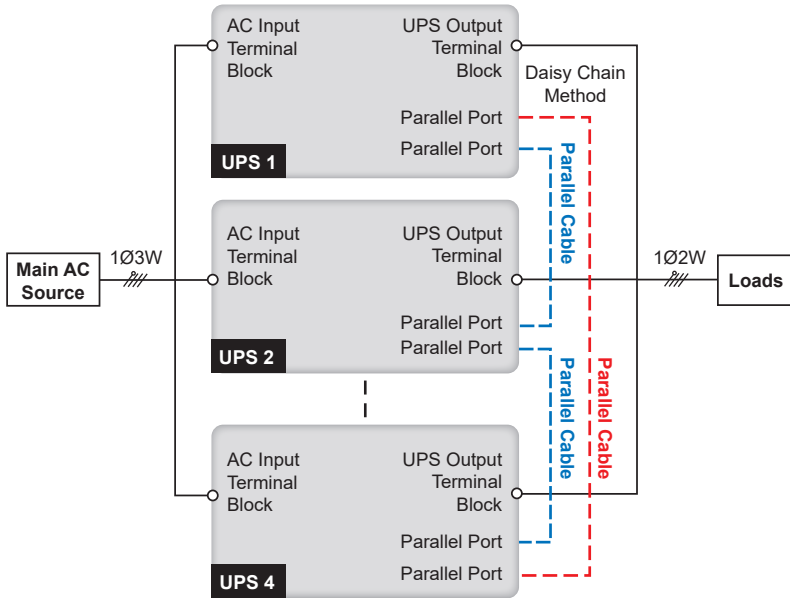 AC Input
Terminal
Block
UPS Output
Terminal
Block
Parallel Port
Parallel Port
UPS 1
Daisy Chain
Method
Parallel Cable
Main AC
Source
1Ø3W
AC Input
Terminal
Block
UPS Output
Terminal
Block
Parallel Port
Parallel Port
UPS 2
1Ø2W
Loads
Parallel Cable
Parallel Cable
AC Input
Terminal
Block
UPS Output
Terminal
Block
Parallel Port
Parallel Port
UPS 4